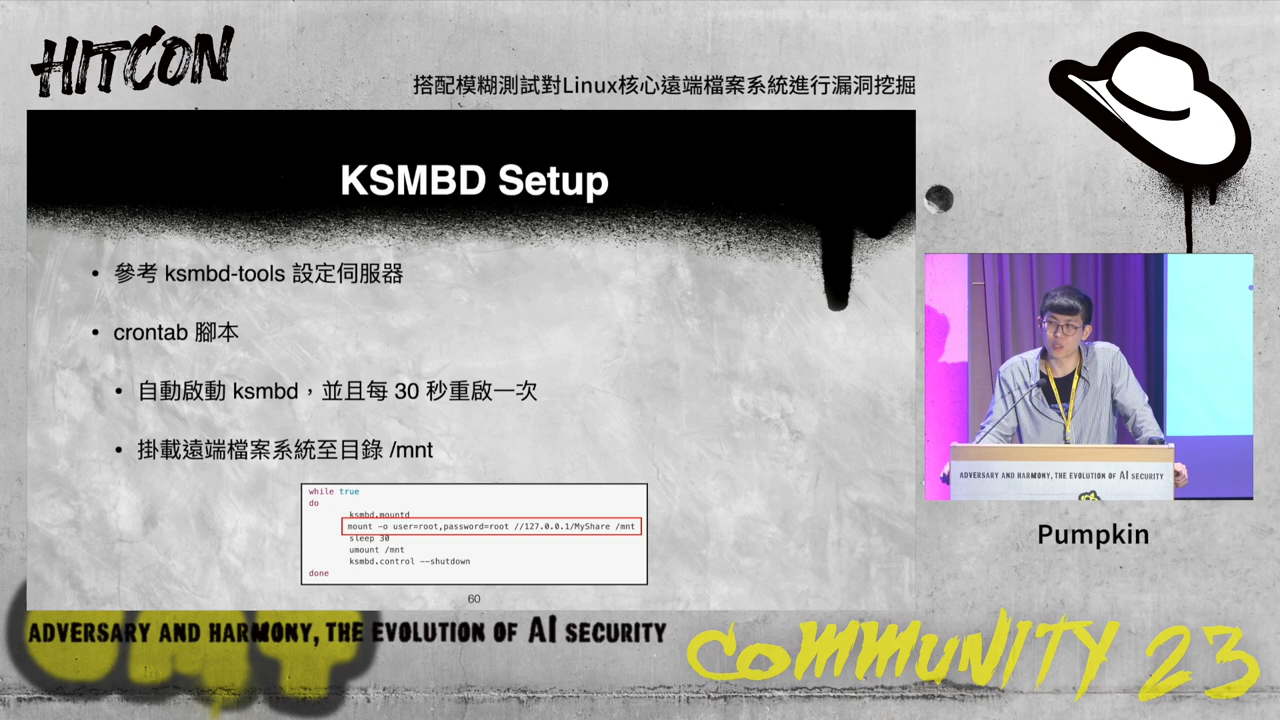 HITCON
搭配模糊測試對Linux核心遠端檔案系統進行漏洞挖掘
KSMBD Setup
• 參考 ksmbd-tools 設定伺服器
• crontab 腳本
• 自動啟動 ksmbd，並且每 30 秒重啟一次
• 掛載遠端檔案系統至目錄 /mnt
while true
do
ksmbd.mountd
mount -o user=root,password=root //127.0.0.1/MyShare /mnt
sleep 30
umount /mnt
ksmbd.control --shutdown
done
60
ADVERSARY AND HARMONY, THE EVOLUTION OF AI SECURITY
Pumpkin
ADVERSARY AND HARMONY, THE EVOLUTION OF AI SECURITY
COMMUNITY 23